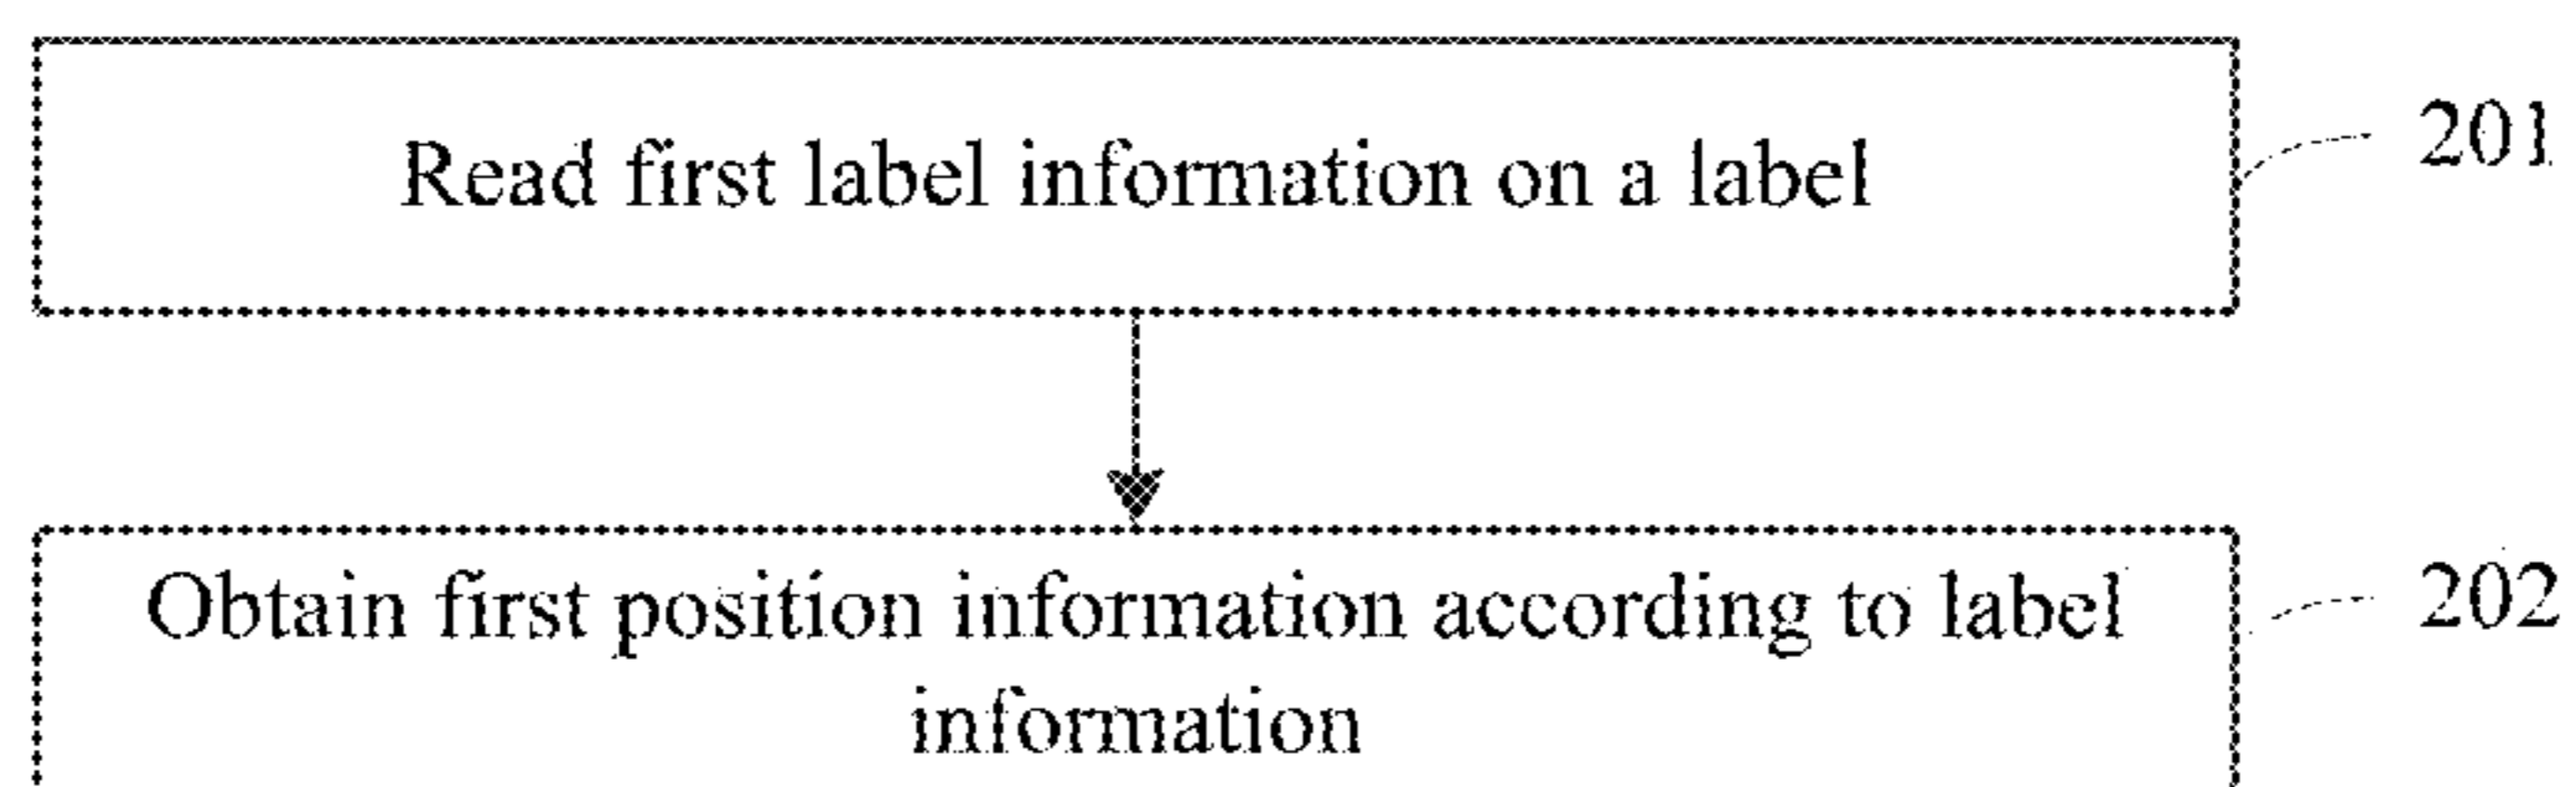 Read first label information on a label
201
Obtain first position information according to label
information
202